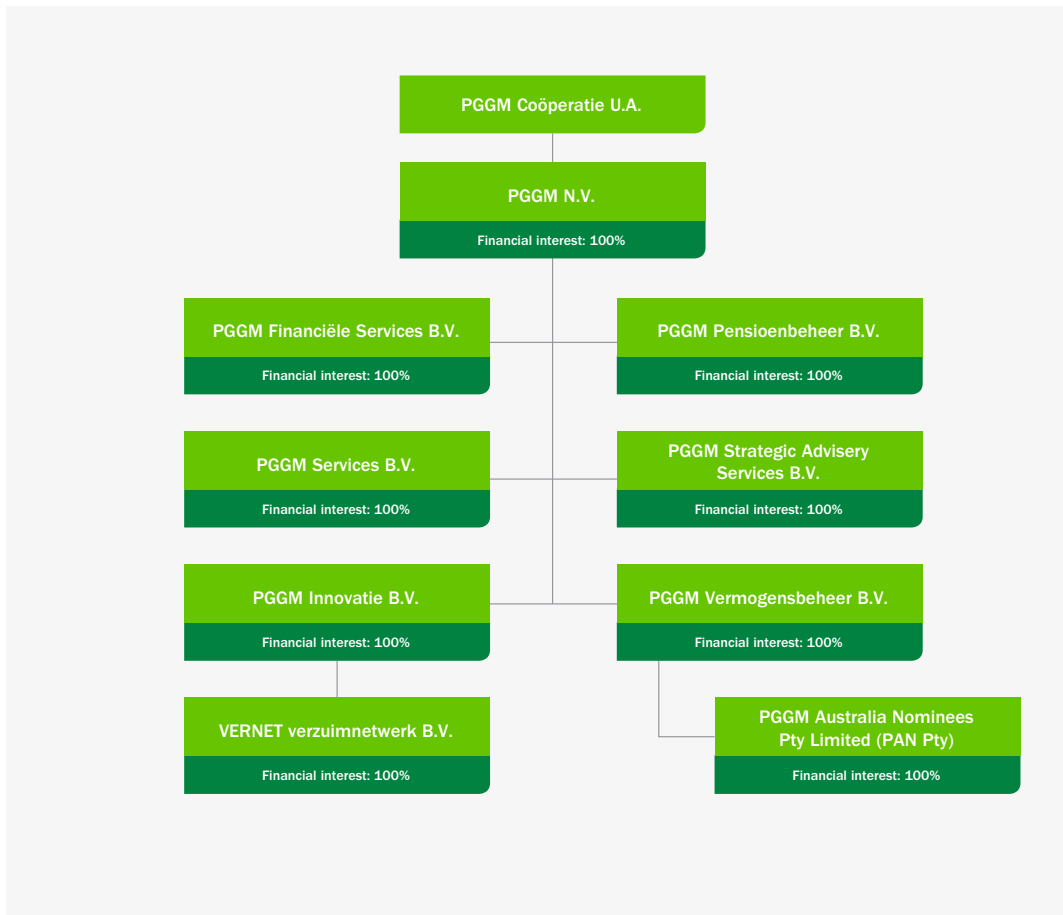 PGGM Coöperatie U.A.
PGGM N.V.
Financial interest: 100%
PGGM Financiële Services B.V.
Financial interest: 100%
PGGM Pensioenbeheer B.V.
Financial interest: 100%
PGGM Services B.V.
Financial interest: 100%
PGGM Strategic Advisery
Services B.V.
Financial interest: 100%
PGGM Innovatie B.V.
Financial interest: 100%
PGGM Vermogensbeheer B.V.
Financial interest: 100%
VERNET verzuimnetwerk B.V.
Financial interest: 100%
PGGM Australia Nominees
Pty Limited (PAN Pty)
Financial interest: 100%